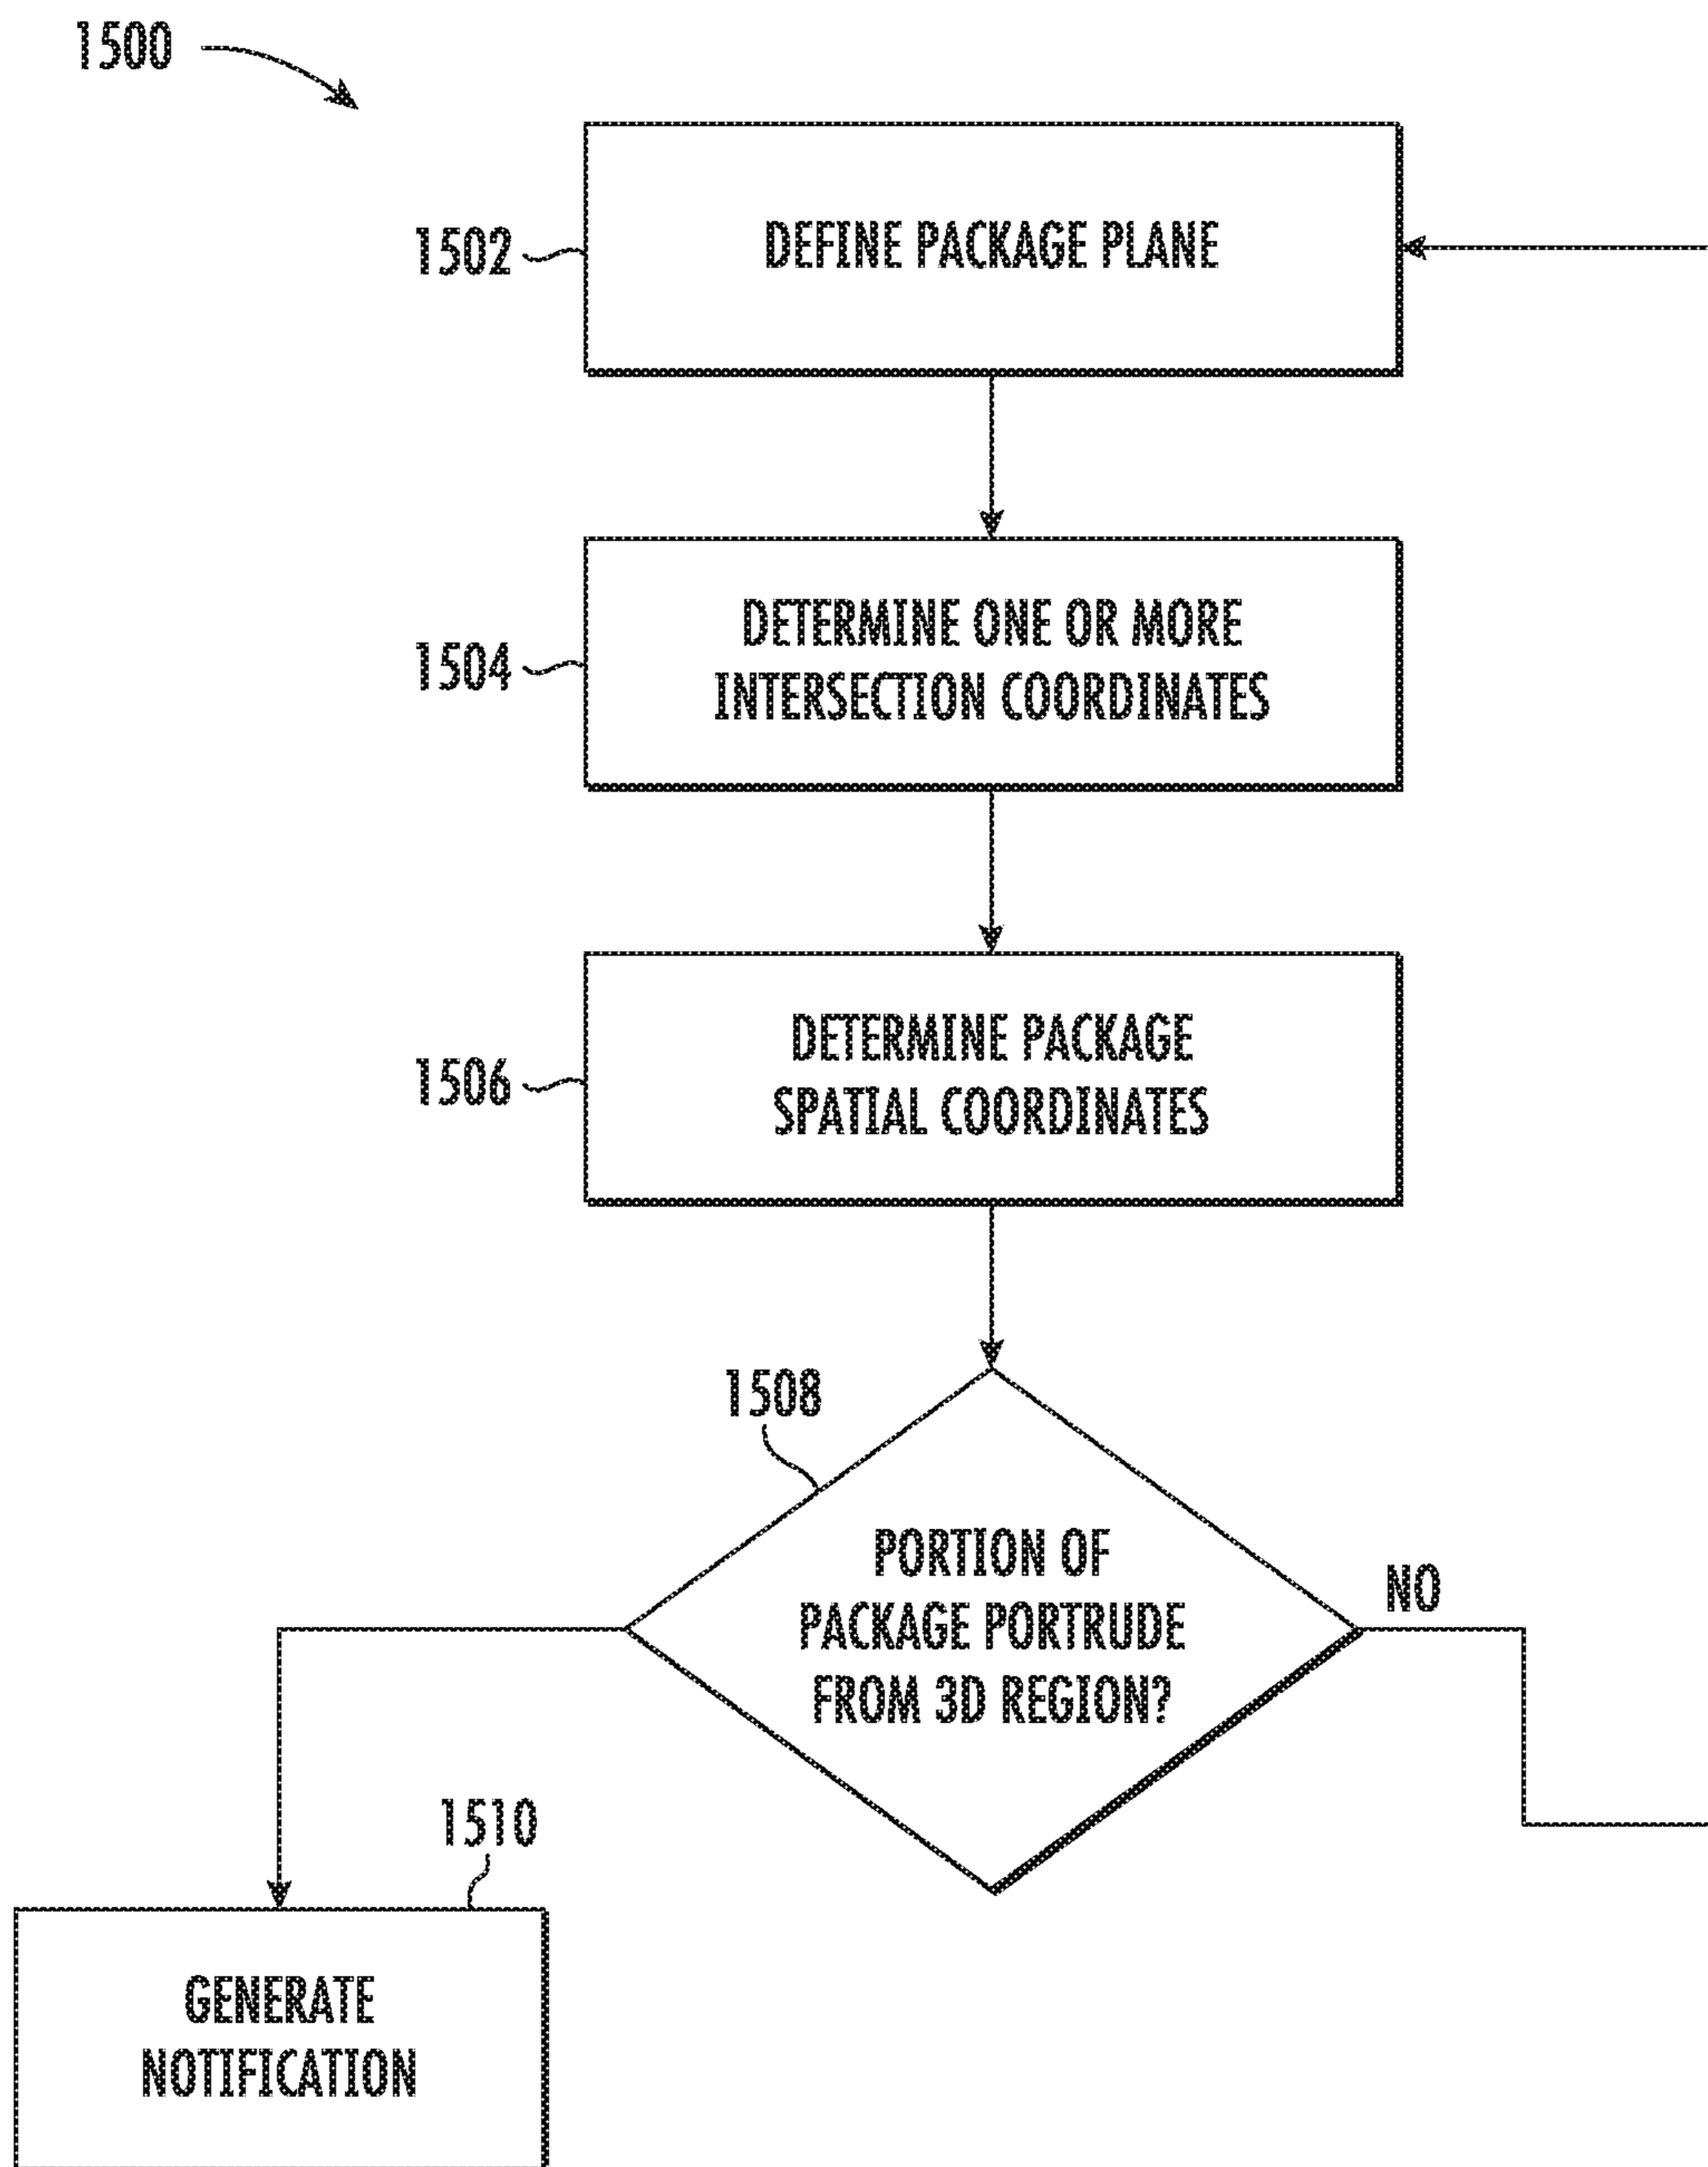 1500
1502
DEFINE PACKAGE PLANE
1504
DETERMINE ONE OR MORE
INTERSECTION COORDINATES
1506
DETERMINE PACKAGE
SPATIAL COORDINATES
1508
PORTION OF
PACKAGE PORTRUDE
FROM 3D REGION?
NO
1510
GENERATE
NOTIFICATION